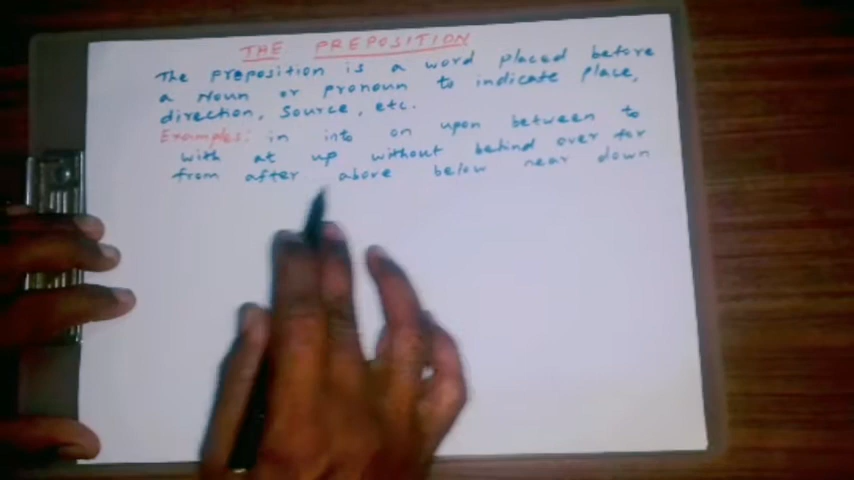 THE PREPOSITION
The preposition is a word placed before
a Noun or pronoun to indicate place,
direction, Source, etc.
Examples: in into on upon between to
with at up without behind over for
from after above below near down